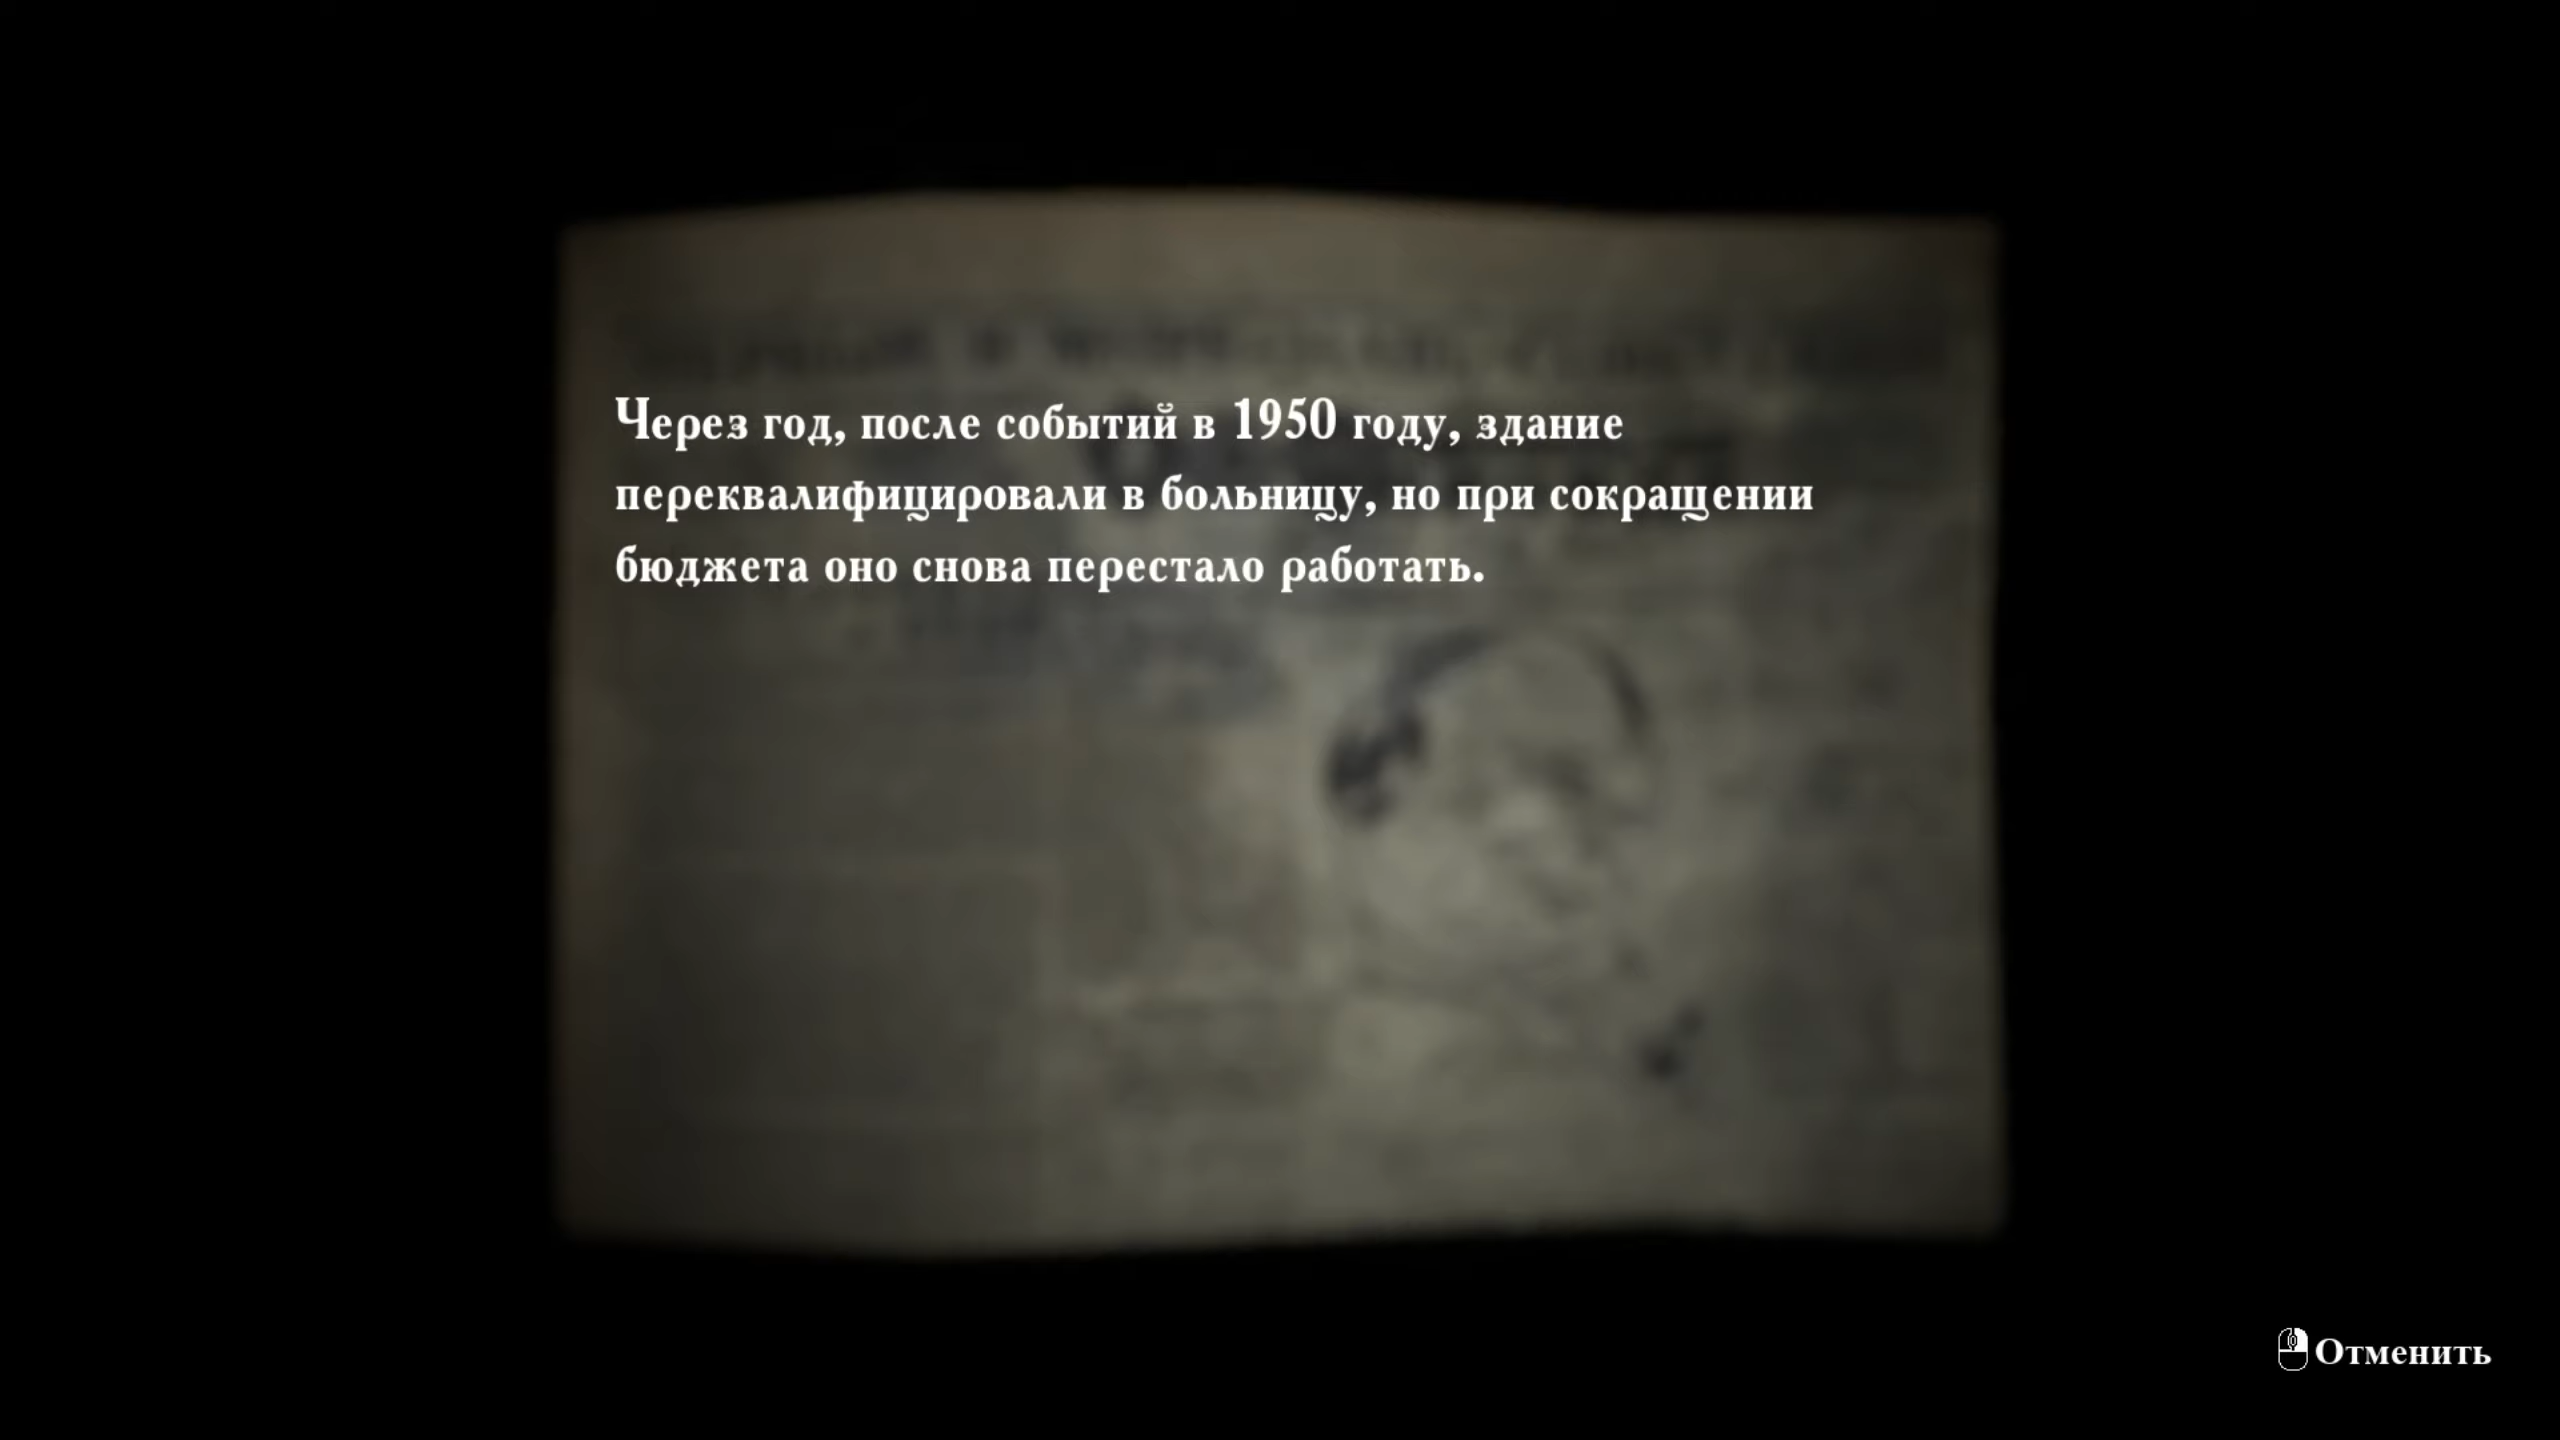 Через год, после событий в 1950 году, здание
переквалифицировали в больницу, но при сокращении
бюджета оно снова перестало работать.
Отменить